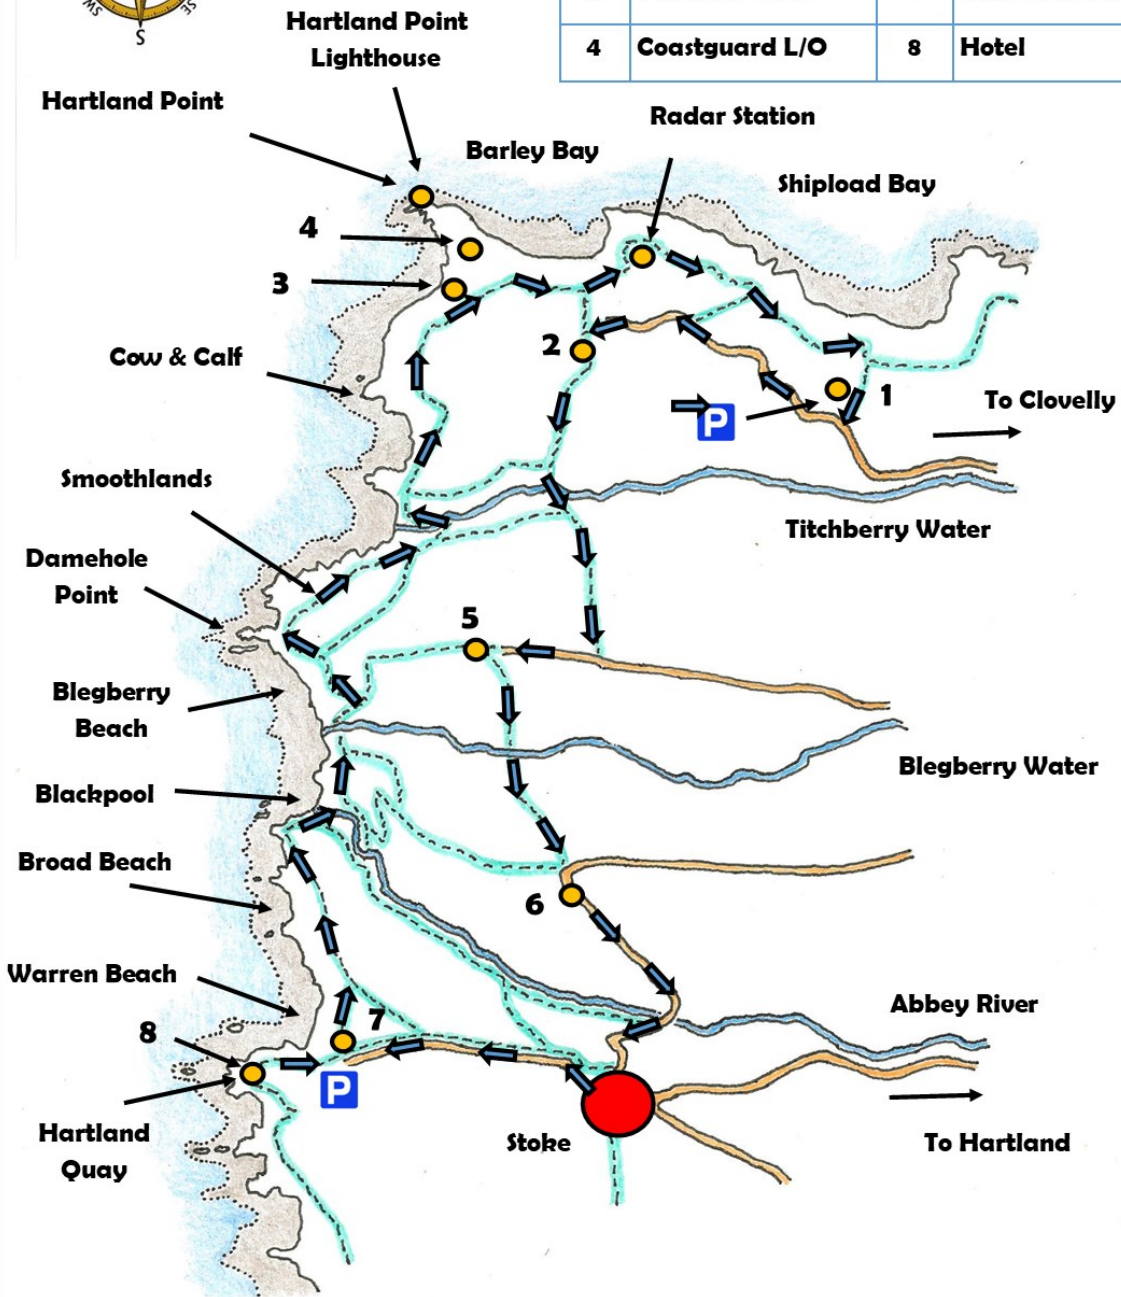 SW
S
SE
Hartland Point
Lighthouse
4 Coastguard L/O 8 Hotel
Hartland Point
Radar Station
Barley Bay
Shipload Bay
4
3
2
Cow & Calf
1
To Clovelly
P
Smoothlands
Titchberry Water
Damehole
Point
5
Blegberry
Beach
Blegberry Water
Blackpool
Broad Beach
6
Warren Beach
Abbey River
7
8
P
Hartland
Quay
Stoke
To Hartland